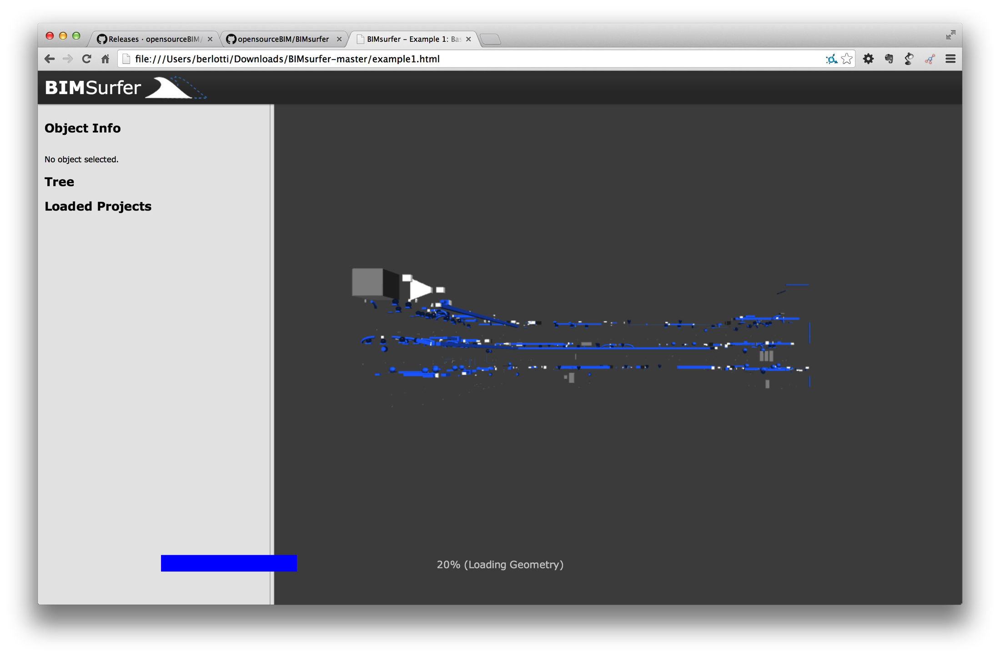 Releases · opensourceBIM/
opensourceBIM/BIMsurfer
BIMsurfer – Example 1: Bas
file:///Users/berlotti/Downloads/BIMsurfer-master/example1.html
BIMSurfer
Object Info
No object selected.
Tree
Loaded Projects
20% (Loading Geometry)